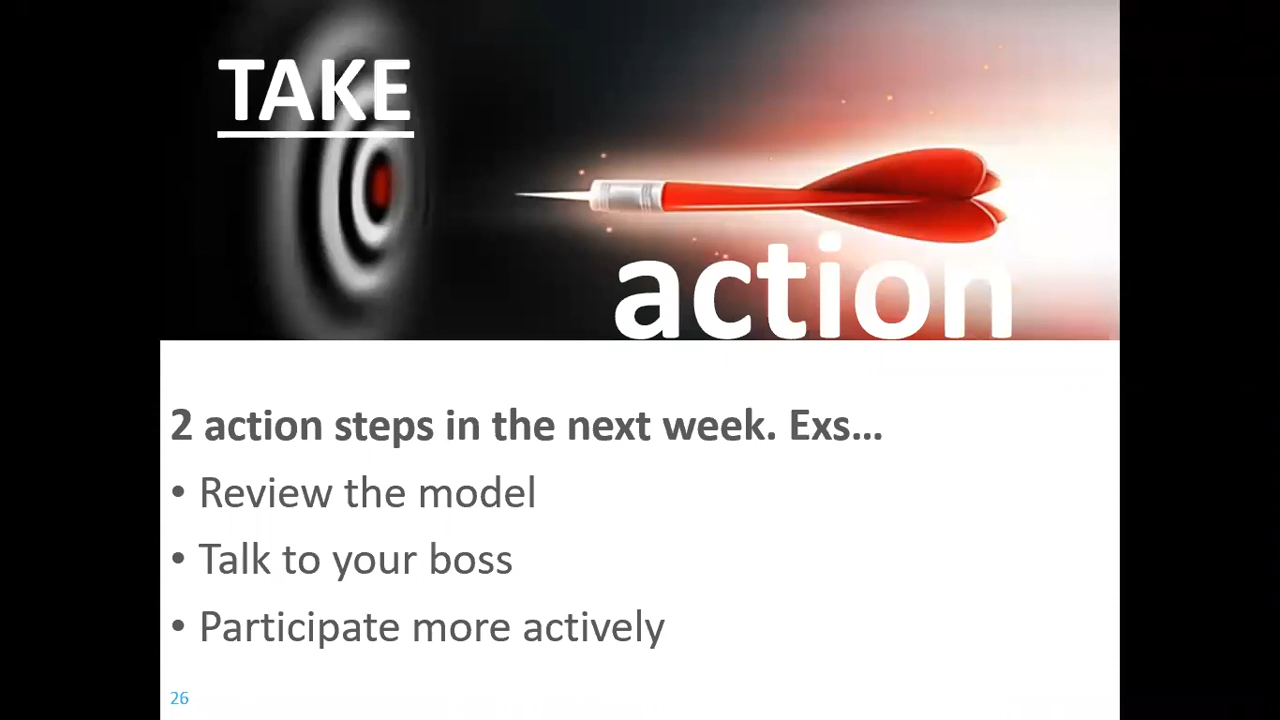 TAKE
action
2 action steps in the next week. Exs...
• Review the model
• Talk to your boss
• Participate more actively
26